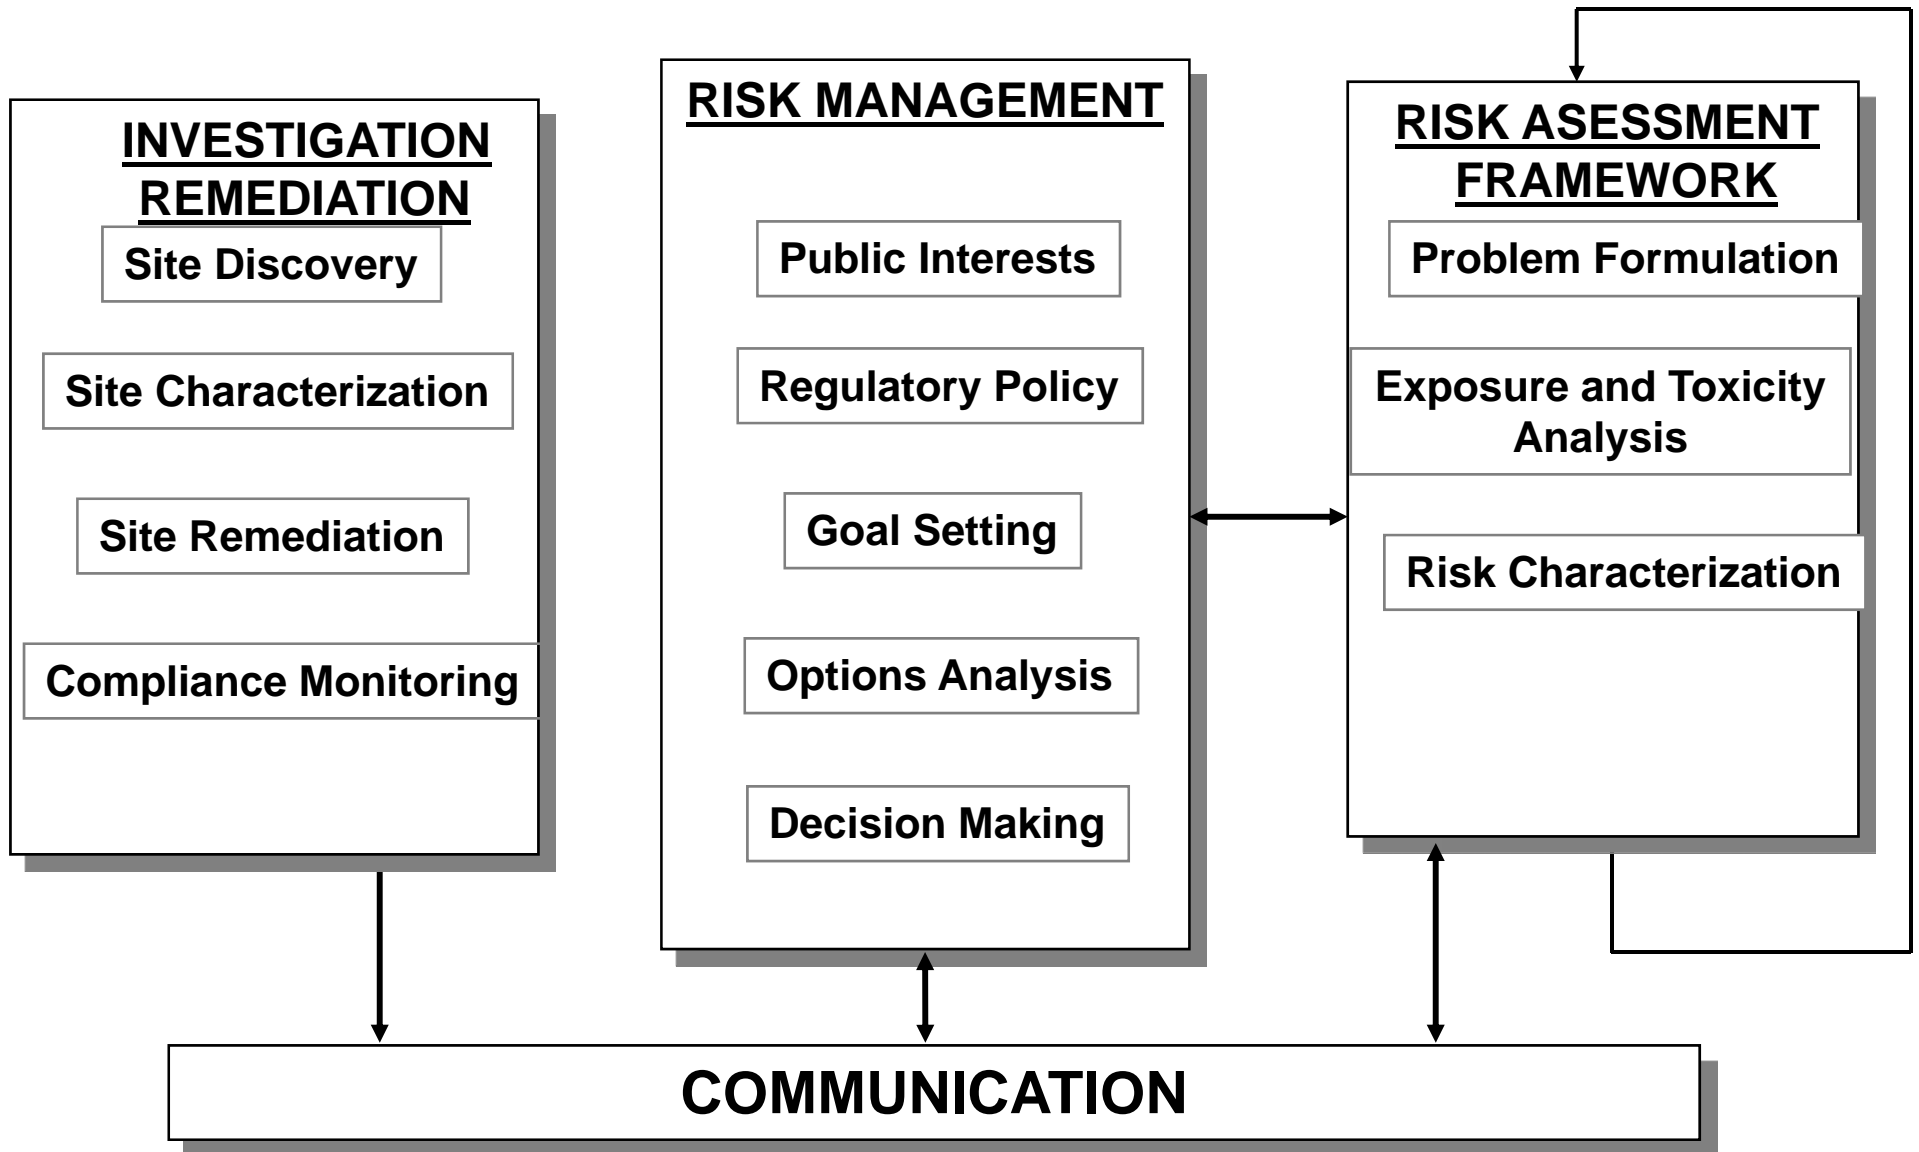 INVESTIGATION
REMEDIATION
Site Discovery
Site Characterization
Site Remediation
Compliance Monitoring
RISK MANAGEMENT
Public Interests
Regulatory Policy
Goal Setting
Options Analysis
Decision Making
RISK ASESSMENT
FRAMEWORK
Problem Formulation
Exposure and Toxicity
Analysis
Risk Characterization
COMMUNICATION